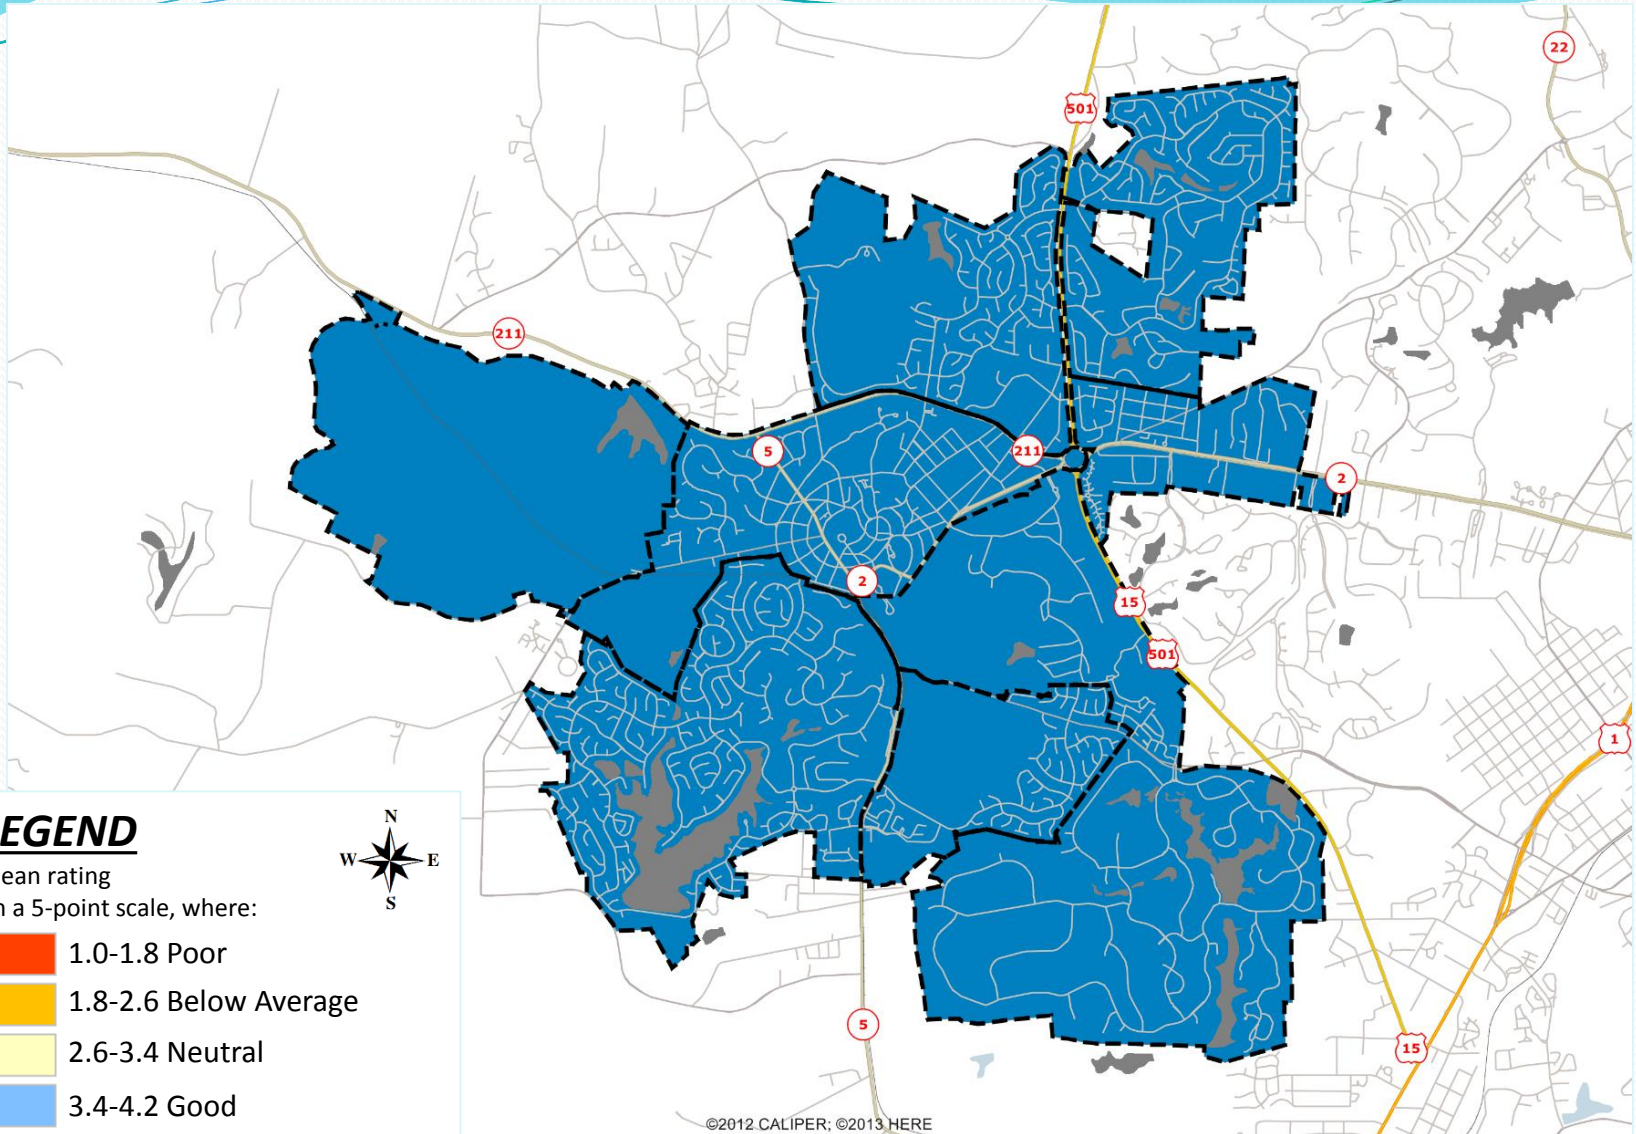 22
501
211
5
211
2
2
15
501
1
EGEND
N
W E
S
ean rating
a 5-point scale, where:
1.0-1.8 Poor
1.8-2.6 Below Average
2.6-3.4 Neutral
3.4-4.2 Good
5
15
©2012 CALIPER; ©2013 HERE